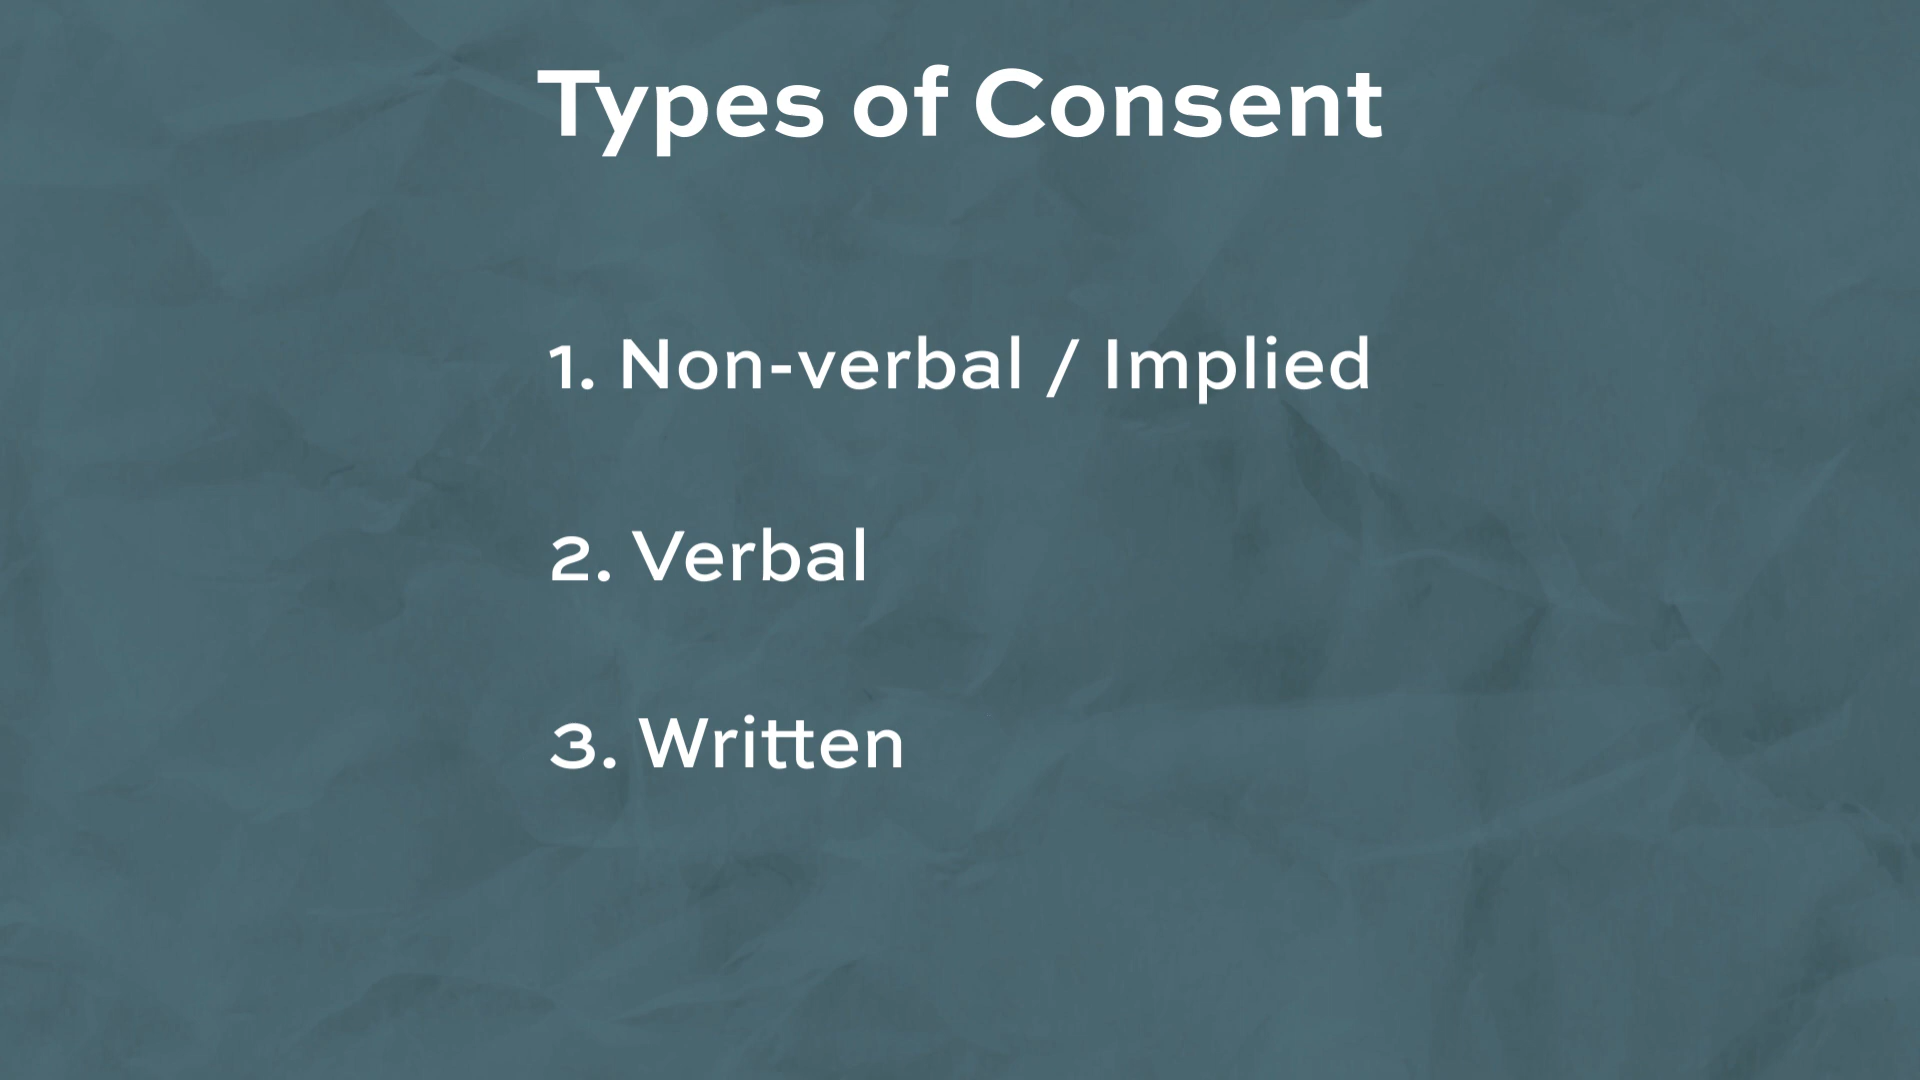 Types of Consent
1. Non-verbal / Implied
2. Verbal
3. Written